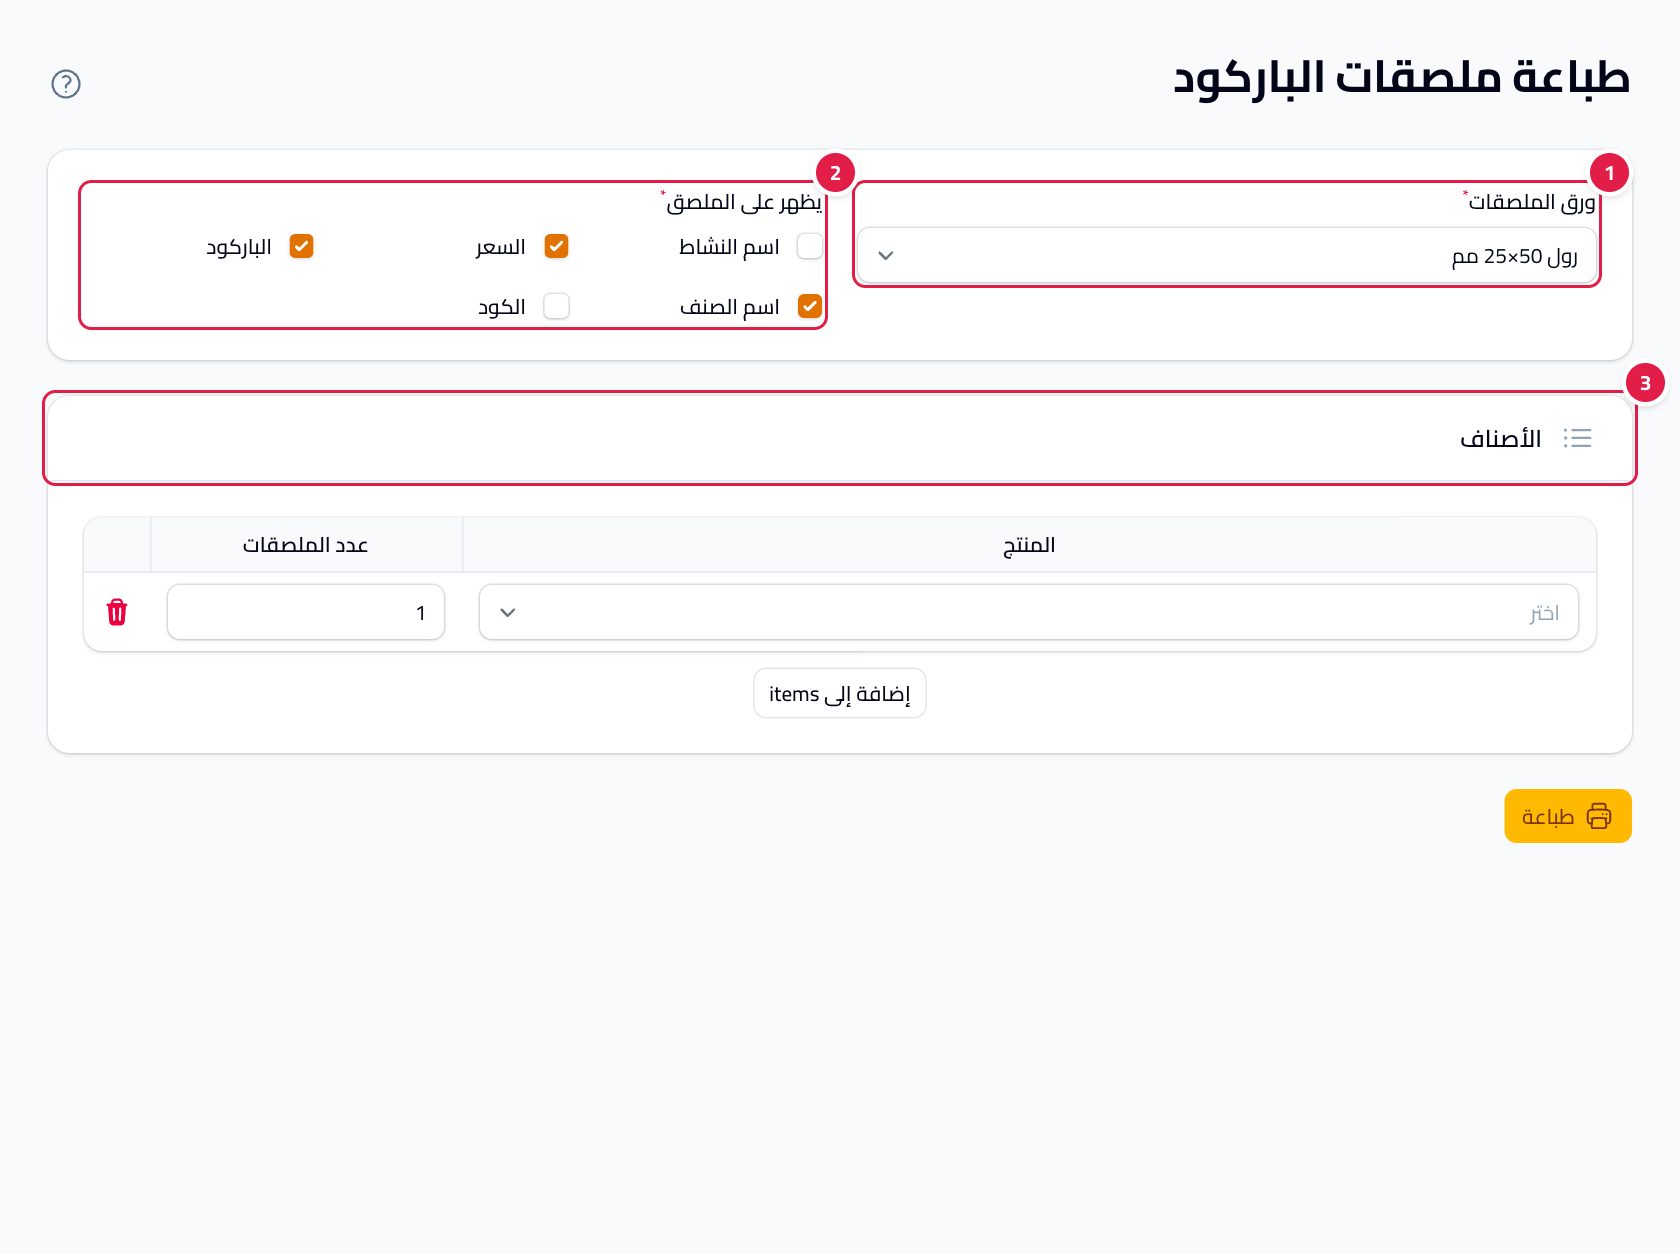 طباعة ملصقات الباركود
1
2
ورق الملصقات*
رول 50×25 مم
يظهر على الملصق*
اسم النشاط
السعر
الباركود
اسم الصنف
الكود
3
الأصناف
المنتج
عدد الملصقات
اختر
1
إضافة إلى items
طباعة